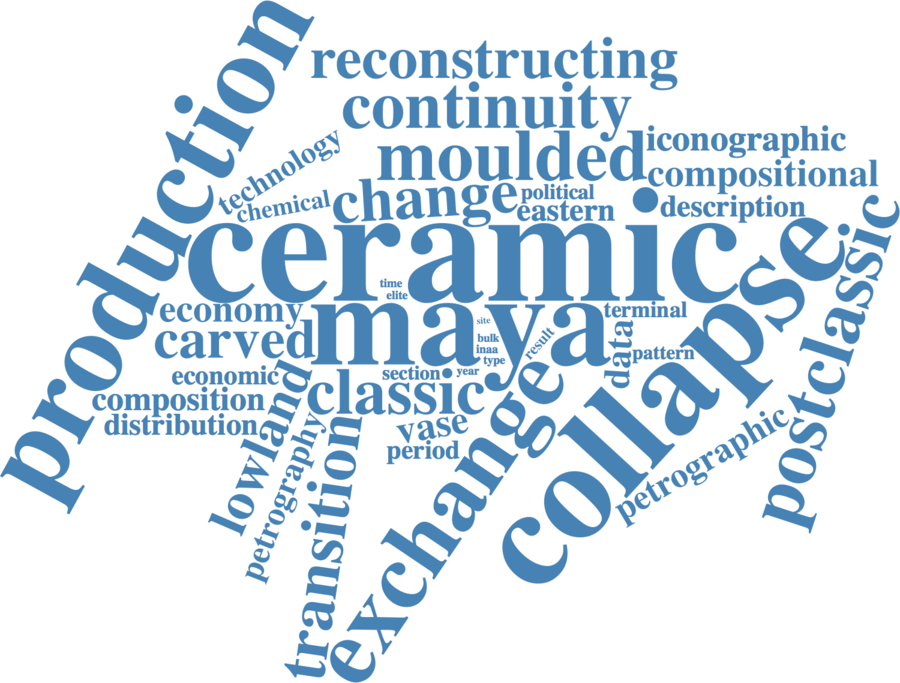 production
reconstructing
continuity
technology
moulded
iconographic
compositional
chemical
change
political
eastern
description
ceramic
collapse
postclassic
time
elite
economy
maya
site
terminal
carved
bulk
inaa
type
result
data
pattern
economic
section
year
composition
classic
distribution
lowland
vase
period
petrography
transition
exchange
petrographic